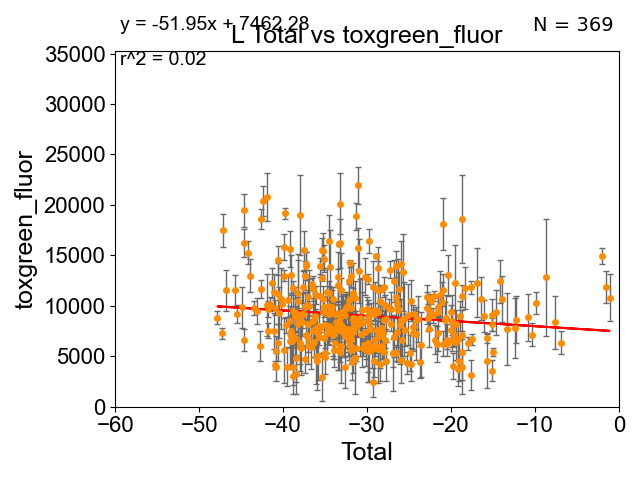 y = -51.95x + 7462.28
N = 369
L Total vs toxgreen_fluor
r^2 = 0.02
35000
30000
25000
20000
15000
10000
5000
0
toxgreen_fluor
−60
−50
−40
−30
−20
−10
0
Total